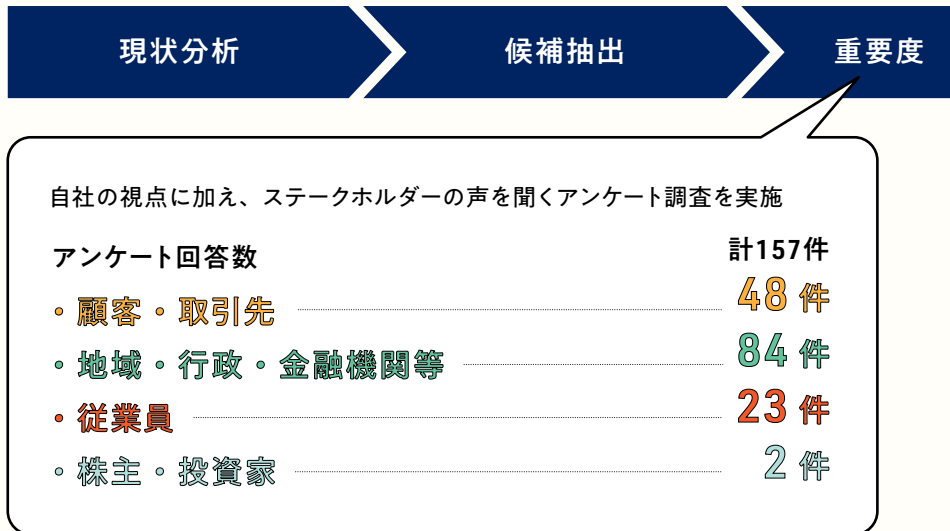 現状分析
候補抽出
重要度
自社の視点に加え、ステークホルダーの声を聞くアンケート調査を実施
アンケート回答数 計157件
・顧客・取引先 48件
・地域・行政・金融機関等 84件
・従業員 23件
・株主・投資家 2件